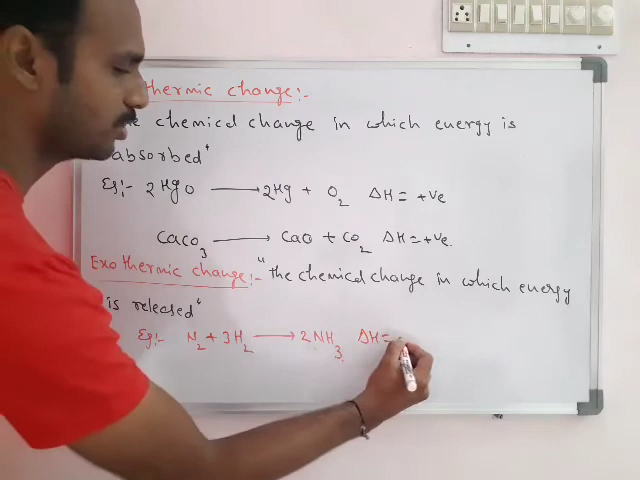 thermic change:-
chemical change in which energy is
absorbed"
Eg:- 2HgO ⟶ 2Hg + O₂ ΔH = +ve
CaCO₃ ⟶ CaO + CO₂ ΔH = +ve.
Exothermic change:- "the chemical change in which energy
is released"
Eg:- N₂ + 3H₂ ⟶ 2NH₃ ΔH =